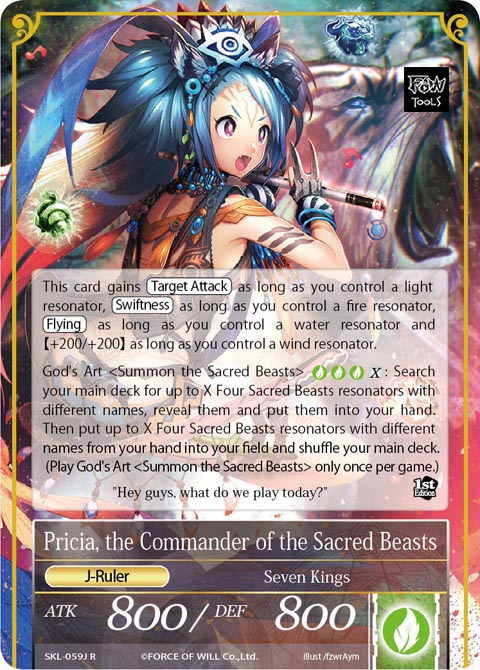 FoW
TOOLS
This card gains Target Attack as long as you control a light
resonator, Swiftness as long as you control a fire resonator,
Flying as long as you control a water resonator and
【+200/+200】 as long as you control a wind resonator.
God's Art <Summon the Sacred Beasts> X : Search
your main deck for up to X Four Sacred Beasts resonators with
different names, reveal them and put them into your hand.
Then put up to X Four Sacred Beasts resonators with different
names from your hand into your field and shuffle your main deck.
(Play God's Art <Summon the Sacred Beasts> only once per game.)
"Hey guys, what do we play today?"
1st
Edition
Pricia, the Commander of the Sacred Beasts
J-Ruler Seven Kings
ATK 800 / DEF 800
SKL-059J R ©FORCE OF WILL Co.,Ltd. Illust /fzwrAym